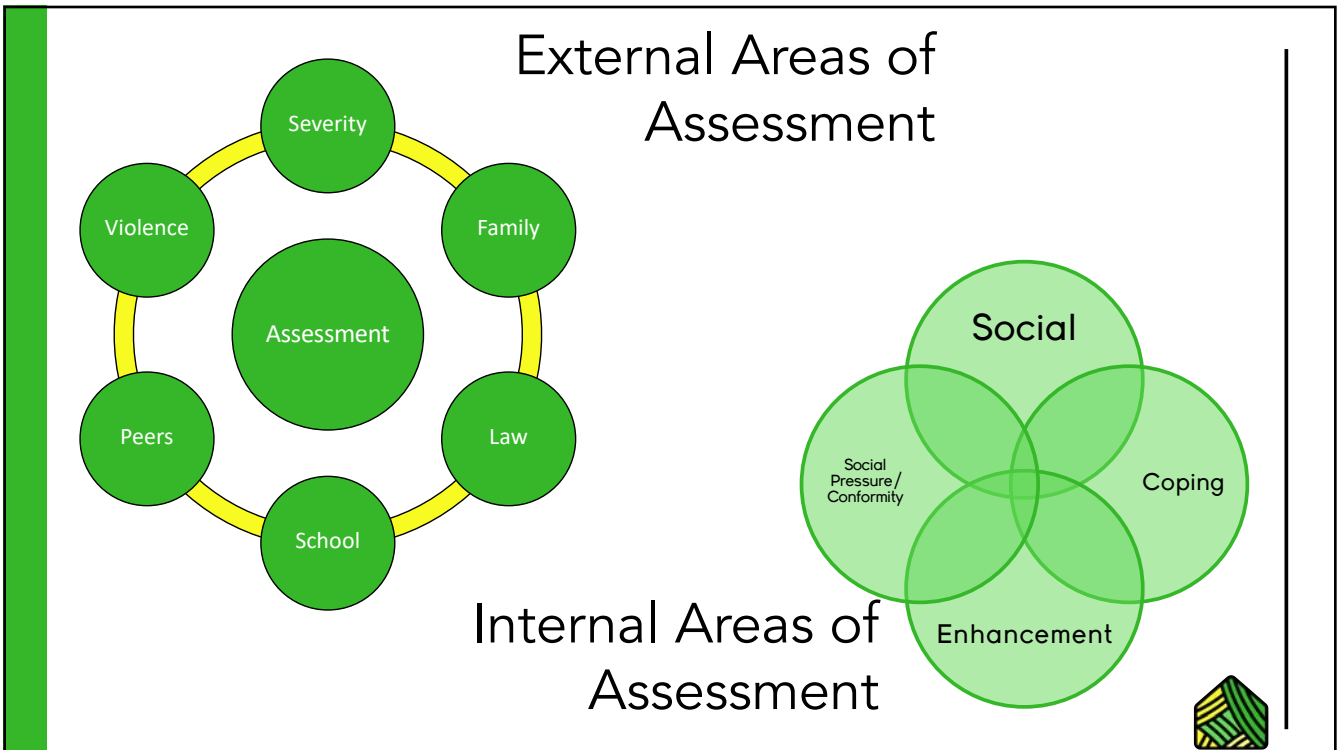 External Areas of
Assessment
Severity
Family
Law
School
Peers
Violence
Assessment
Internal Areas of
Assessment
Social
Coping
Enhancement
Social
Pressure/
Conformity